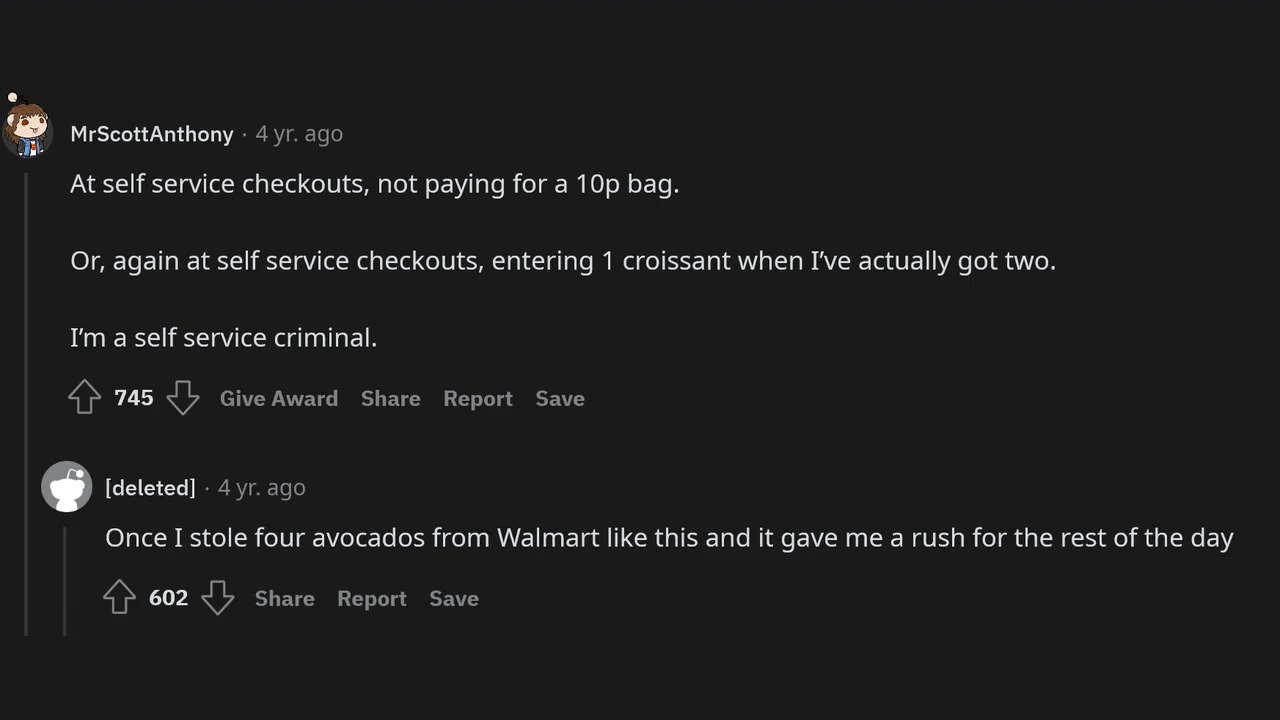 MrScottAnthony · 4 yr. ago
At self service checkouts, not paying for a 10p bag.
Or, again at self service checkouts, entering 1 croissant when I’ve actually got two.
I’m a self service criminal.
745 Give Award Share Report Save
[deleted] · 4 yr. ago
Once I stole four avocados from Walmart like this and it gave me a rush for the rest of the day
602 Share Report Save